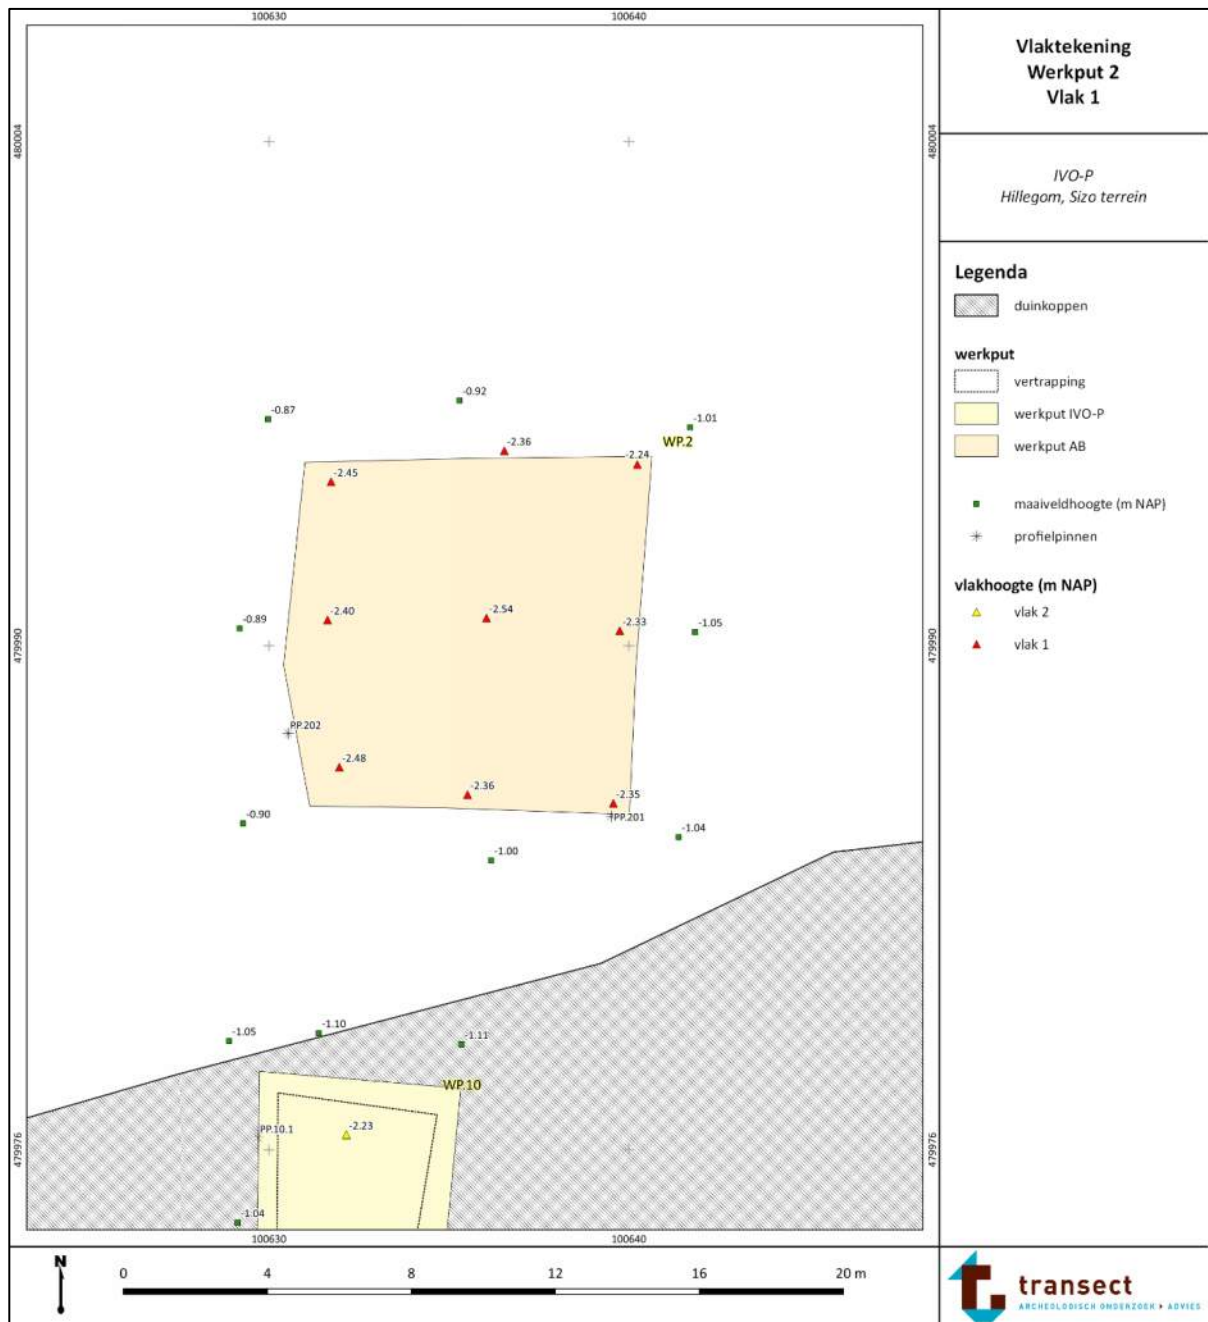 100630
100640
480004
480004
-0.92
-0.87
-1.01
WP.2
-2.36
-2.24
-2.45
-2.40
-2.54
-2.33
-0.89
-1.05
479990
479990
PP.202
-2.48
-2.36
-2.35
PP.201
-0.90
-1.04
-1.00
-1.05
-1.10
-1.11
WP.10
PP.10.1
-2.23
479976
479976
-1.04
100630
100640
N
0
4
8
12
16
20 m
Vlaktekening
Werkput 2
Vlak 1
IVO-P
Hillegom, Sizo terrein
Legenda
duinkoppen
werkput
vertrapping
werkput IVO-P
werkput AB
maaiveldhoogte (m NAP)
profielpinnen
vlakhoogte (m NAP)
vlak 2
vlak 1
transect
ARCHEOLOGISCH ONDERZOEK ▸ ADVIES